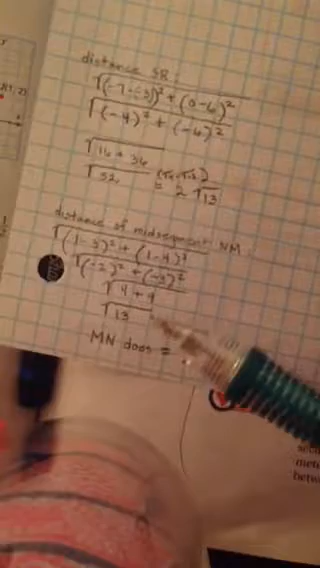 distance SR:
√(-7--3)² + (0-6)²
√(-4)² + (-6)²
√16 + 36
√52 = 2√13
distance of midsegment NM
√(1-3)² + (1-4)²
√(-2)² + (-3)²
√4 + 9
√13
MN does =